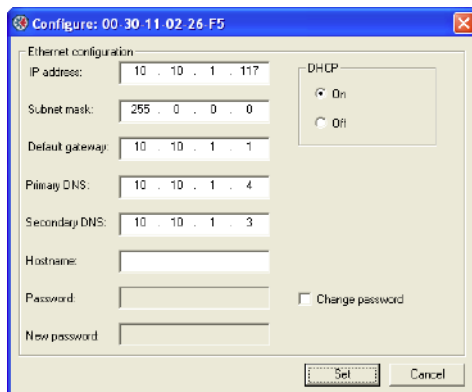 Configure: 00-30-11-02-26-F5
Ethernet configuration
IP address: 10 . 10 . 1 . 117
DHCP
On
Off
Subnet mask: 255 . 0 . 0 . 0
Default gateway: 10 . 10 . 1 . 1
Primary DNS: 10 . 10 . 1 . 4
Secondary DNS: 10 . 10 . 1 . 3
Hostname:
Password:
Change password
New password
Set
Cancel